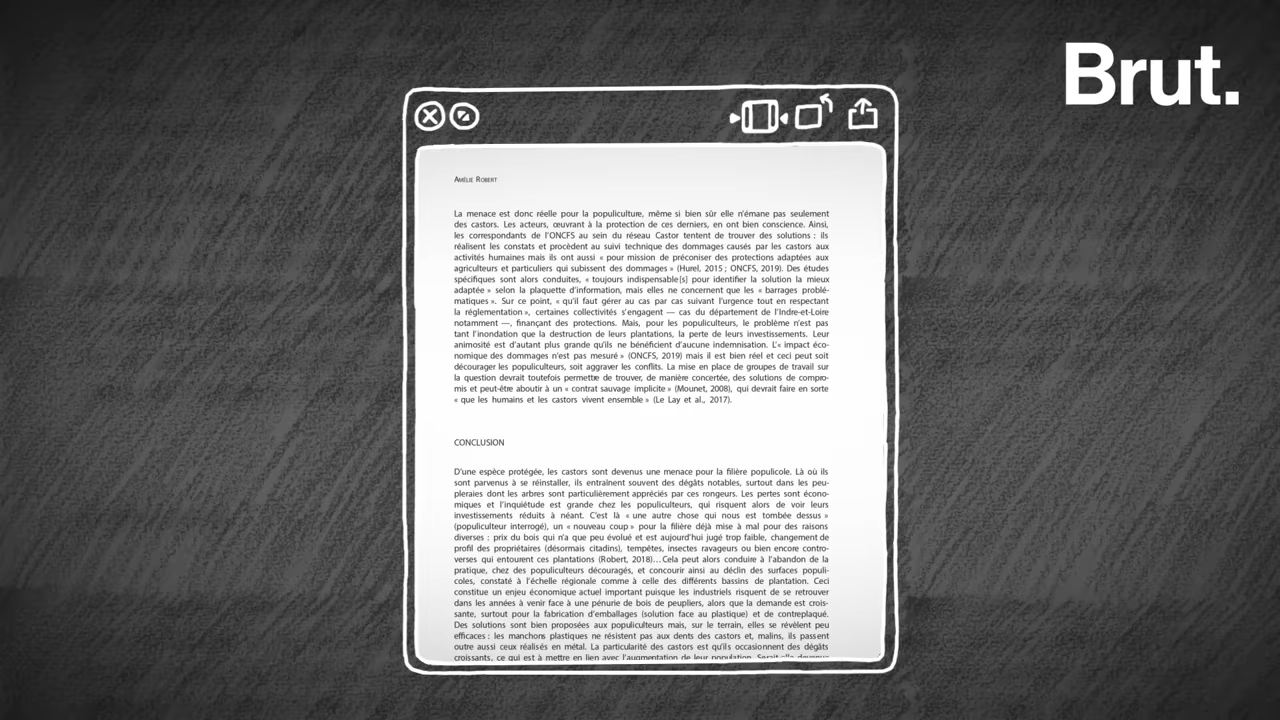 Brut.
Amélie Robert
La menace est donc réelle pour la populiculture, même si bien sûr elle n'émane pas seulement
des castors. Les acteurs, œuvrant à la protection de ces derniers, en ont bien conscience. Ainsi,
les correspondants de l'ONCFS au sein du réseau Castor tentent de trouver des solutions : ils
réalisent les constats et procèdent au suivi technique des dommages causés par les castors aux
activités humaines mais ils ont aussi « pour mission de préconiser des protections adaptées aux
agriculteurs et particuliers qui subissent des dommages » (Hurel, 2015 ; ONCFS, 2019). Des études
spécifiques sont alors conduites, « toujours indispensable[s] pour identifier la solution la mieux
adaptée » selon la plaquette d'information, mais elles ne concernent que les « barrages problé-
matiques ». Sur ce point, « qu'il faut gérer au cas par cas suivant l'urgence tout en respectant
la réglementation », certaines collectivités s'engagent — cas du département de l'Indre-et-Loire
notamment —, finançant des protections. Mais, pour les populiculteurs, le problème n'est pas
tant l'inondation que la destruction de leurs plantations, la perte de leurs investissements. Leur
animosité est d'autant plus grande qu'ils ne bénéficient d'aucune indemnisation. L'« impact éco-
nomique des dommages n'est pas mesuré » (ONCFS, 2019) mais il est bien réel et ceci peut soit
décourager les populiculteurs, soit aggraver les conflits. La mise en place de groupes de travail sur
la question devrait toutefois permettre de trouver, de manière concertée, des solutions de compro-
mis et peut-être aboutir à un « contrat sauvage implicite » (Mounet, 2008), qui devrait faire en sorte
« que les humains et les castors vivent ensemble » (Le Lay et al., 2017).
CONCLUSION
D'une espèce protégée, les castors sont devenus une menace pour la filière populicole. Là où ils
sont parvenus à se réinstaller, ils entraînent souvent des dégâts notables, surtout dans les peu-
pleraies dont les arbres sont particulièrement appréciés par ces rongeurs. Les pertes sont écono-
miques et l'inquiétude est grande chez les populiculteurs, qui risquent alors de voir leurs
investissements réduits à néant. C'est là « une autre chose qui nous est tombée dessus »
(populiculteur interrogé), un « nouveau coup » pour la filière déjà mise à mal pour des raisons
diverses : prix du bois qui n'a que peu évolué et est aujourd'hui jugé trop faible, changement de
profil des propriétaires (désormais citadins), tempêtes, insectes ravageurs ou bien encore contro-
verses qui entourent ces plantations (Robert, 2018)… Cela peut alors conduire à l'abandon de la
pratique, chez des populiculteurs découragés, et concourir ainsi au déclin des surfaces populi-
coles, constaté à l'échelle régionale comme à celle des différents bassins de plantation. Ceci
constitue un enjeu économique actuel important puisque les industriels risquent de se retrouver
dans les années à venir face à une pénurie de bois de peupliers, alors que la demande est crois-
sante, surtout pour la fabrication d'emballages (solution face au plastique) et de contreplaqué.
Des solutions sont bien proposées aux populiculteurs mais, sur le terrain, elles se révèlent peu
efficaces : les manchons plastiques ne résistent pas aux dents des castors et, malins, ils passent
outre aussi ceux réalisés en métal. La particularité des castors est qu'ils occasionnent des dégâts
croissants, ce qui est à mettre en lien avec l'augmentation de leur population. Serait-elle devenue